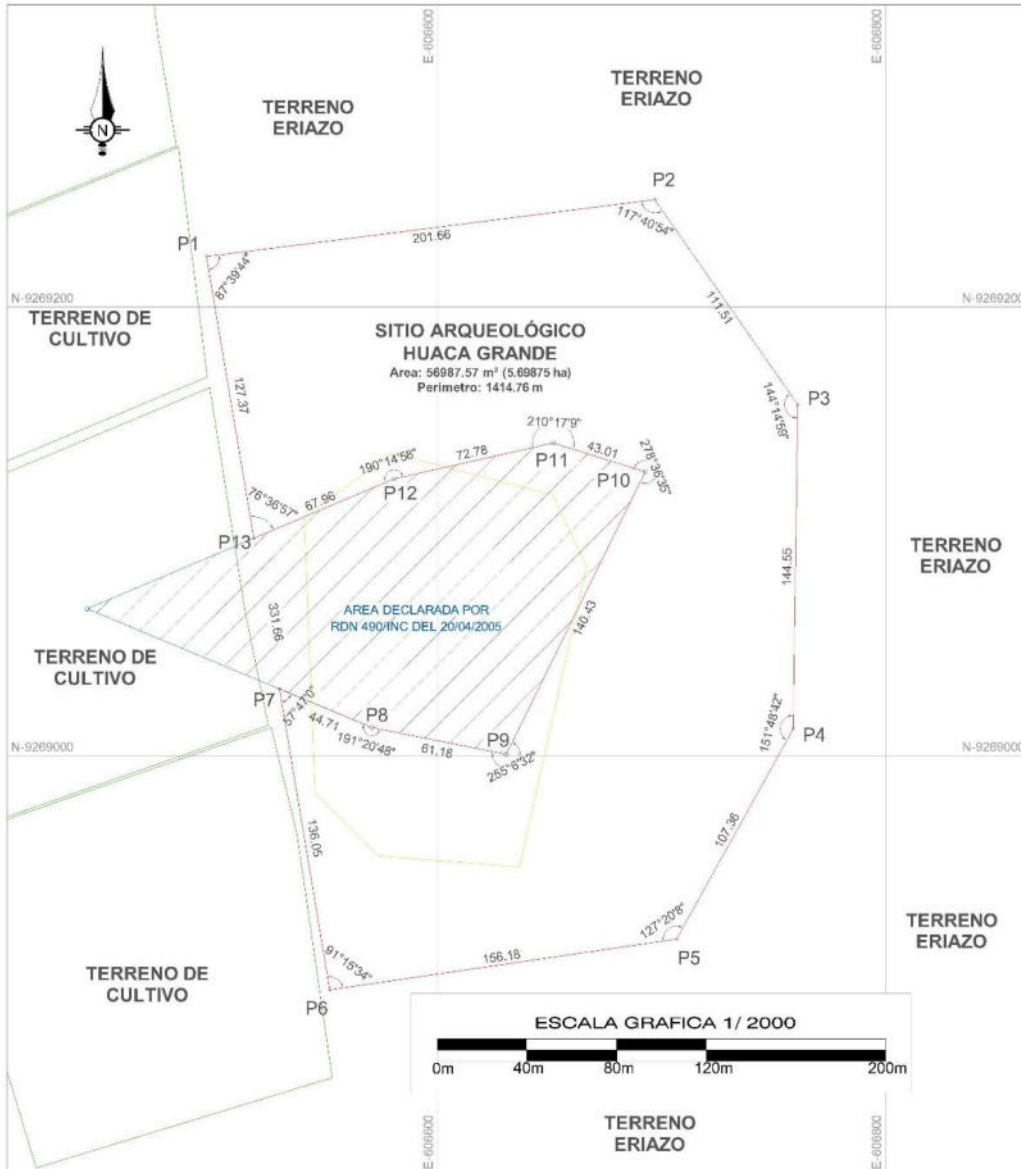 E-606800
E-606800
TERRENO
ERIAZO
TERRENO
ERIAZO
N
P2
117°40'54"
P1
201.66
87°39'44"
N-9269200
N-9269200
TERRENO DE
CULTIVO
111.51
SITIO ARQUEOLÓGICO
HUACA GRANDE
Area: 56987.57 m² (5.69875 ha)
Perimetro: 1414.76 m
P3
144°14'59"
127.37
210°17'9"
P11
43.01
278°36'35"
72.78
190°14'58"
P12
P10
67.96
76°36'57"
P13
144.55
TERRENO
ERIAZO
AREA DECLARADA POR
RDN 490/INC DEL 20/04/2005
140.43
331.66
TERRENO DE
CULTIVO
P7
57°47'0"
44.71
P8
191°20'48"
61.18
P9
255°6'32"
151°48'42"
P4
N-9269000
N-9269000
136.05
107.36
127°20'8"
P5
TERRENO
ERIAZO
91°15'34"
156.18
P6
TERRENO DE
CULTIVO
ESCALA GRAFICA 1/ 2000
0m 40m 80m 120m 200m
TERRENO
ERIAZO
E-606600
E-606800